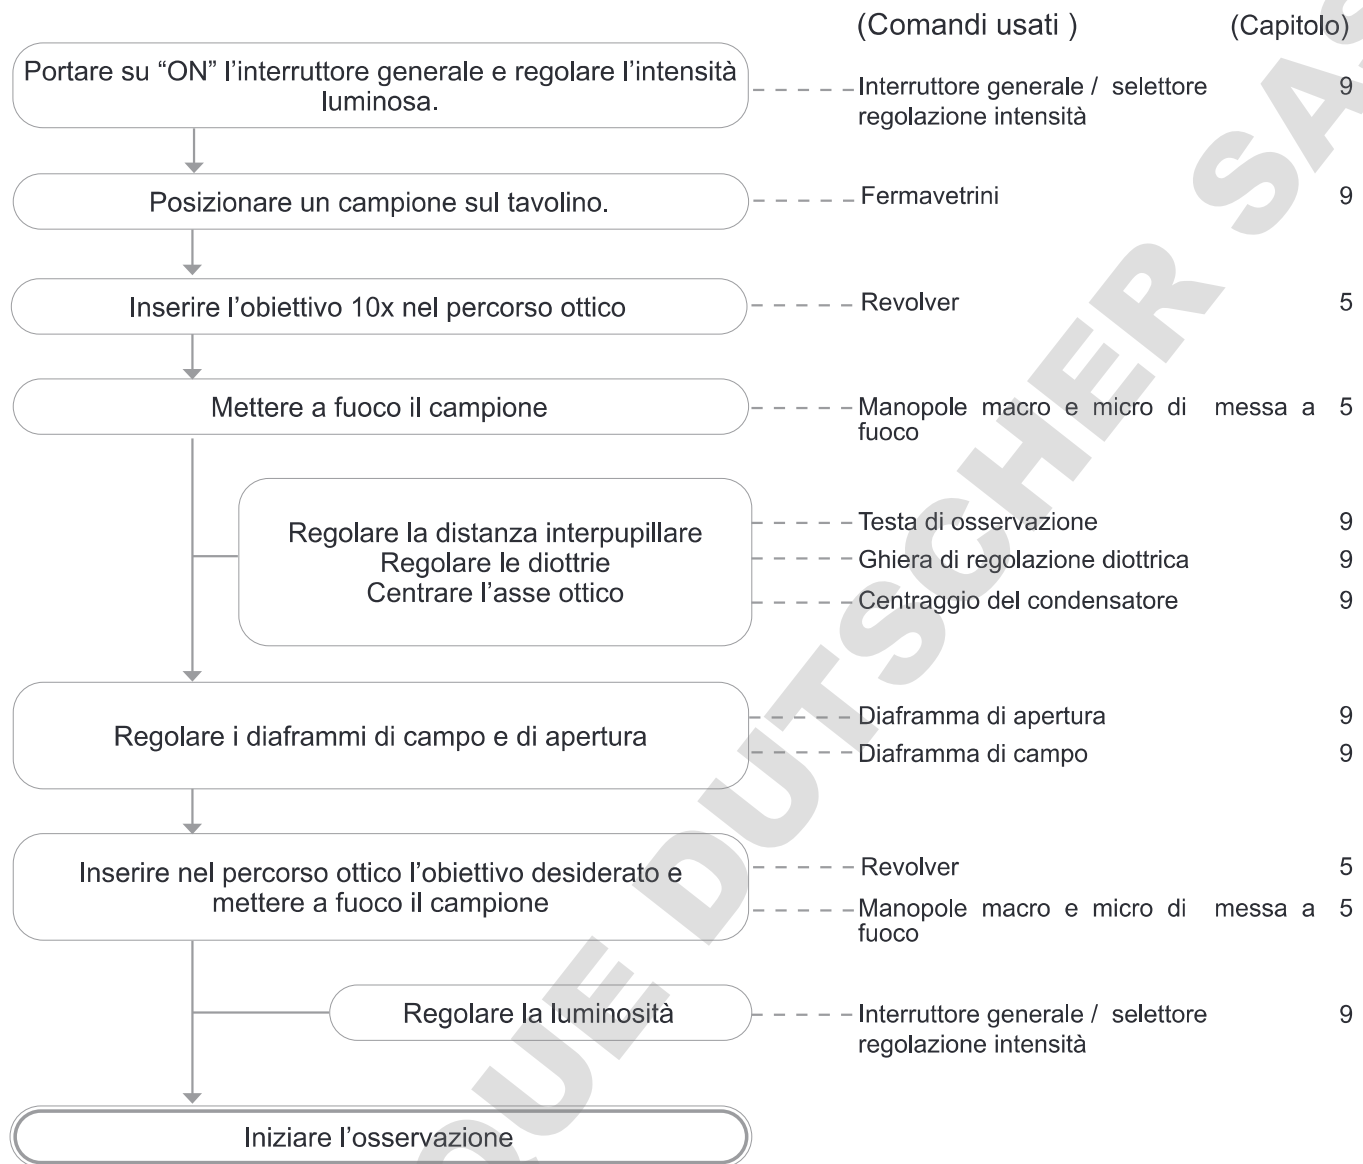 (Comandi usati ) (Capitolo)
Portare su “ON” l’interruttore generale e regolare l’intensità
luminosa.
Interruttore generale / selettore 9
regolazione intensità
Posizionare un campione sul tavolino.
Fermavetrini 9
Inserire l’obiettivo 10x nel percorso ottico
Revolver 5
Mettere a fuoco il campione
Manopole macro e micro di messa a 5
fuoco
Regolare la distanza interpupillare
Regolare le diottrie
Centrare l’asse ottico
Testa di osservazione 9
Ghiera di regolazione diottrica 9
Centraggio del condensatore 9
Regolare i diaframmi di campo e di apertura
Diaframma di apertura 9
Diaframma di campo 9
Inserire nel percorso ottico l’obiettivo desiderato e
mettere a fuoco il campione
Revolver 5
Manopole macro e micro di messa a 5
fuoco
Regolare la luminosità
Interruttore generale / selettore 9
regolazione intensità
Iniziare l’osservazione
QUE DUTSCHER SAS